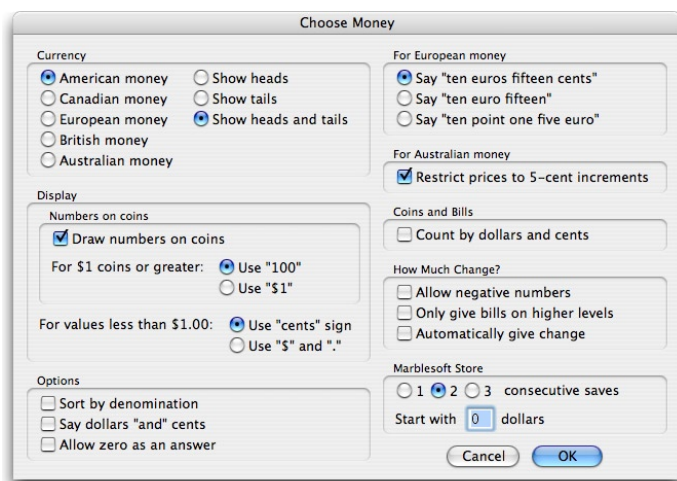 Choose Money
Currency
American money
Show heads
Canadian money
Show tails
European money
Show heads and tails
British money
Australian money
Display
Numbers on coins
Draw numbers on coins
For $1 coins or greater:
Use "100"
Use "$1"
For values less than $1.00:
Use "cents" sign
Use "$" and "."
Options
Sort by denomination
Say dollars "and" cents
Allow zero as an answer
For European money
Say "ten euros fifteen cents"
Say "ten euro fifteen"
Say "ten point one five euro"
For Australian money
Restrict prices to 5-cent increments
Coins and Bills
Count by dollars and cents
How Much Change?
Allow negative numbers
Only give bills on higher levels
Automatically give change
Marblesoft Store
1 2 3 consecutive saves
Start with 0 dollars
Cancel OK